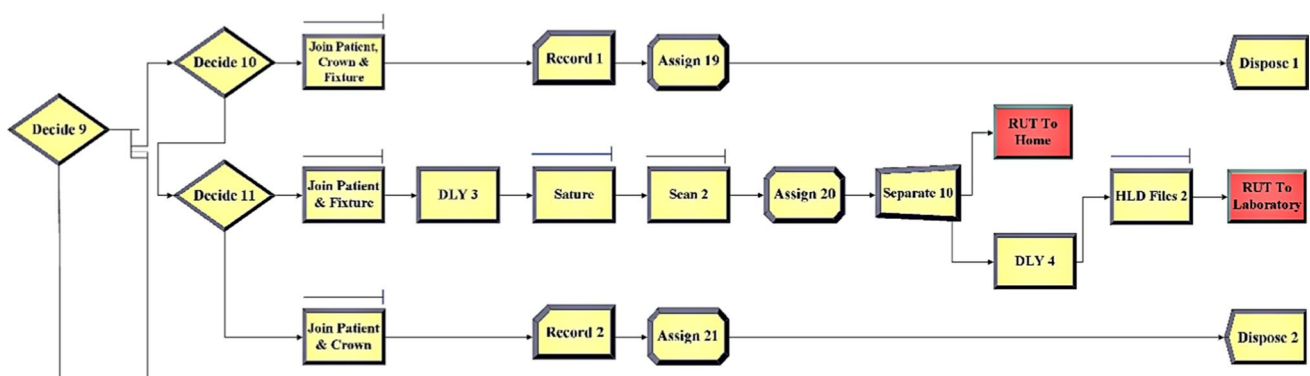 Decide 10
Join Patient,
Crown &
Fixture
Record 1
Assign 19
Dispose 1
Decide 9
RUT To
Home
Decide 11
Join Patient
& Fixture
DLY 3
Sature
Scan 2
Assign 20
Separate 10
HLD Files 2
RUT To
Laboratory
DLY 4
Join Patient
& Crown
Record 2
Assign 21
Dispose 2